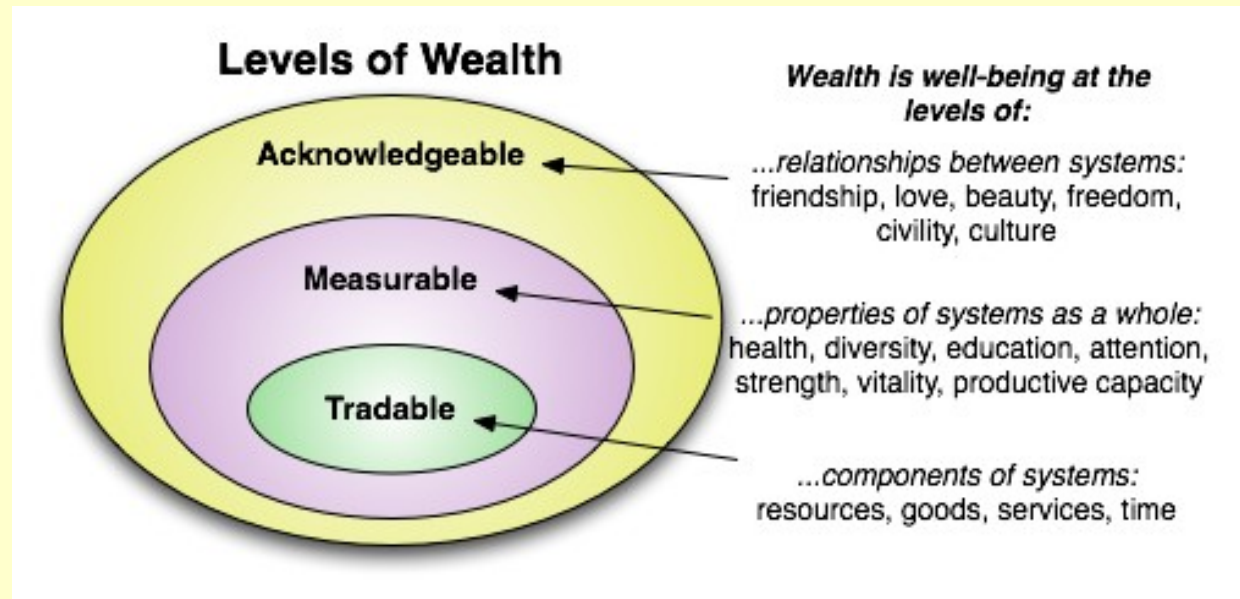 Levels of Wealth
Acknowledgeable
Measurable
Tradable
Wealth is well-being at the
levels of:
...relationships between systems:
friendship, love, beauty, freedom,
civility, culture
...properties of systems as a whole:
health, diversity, education, attention,
strength, vitality, productive capacity
...components of systems:
resources, goods, services, time